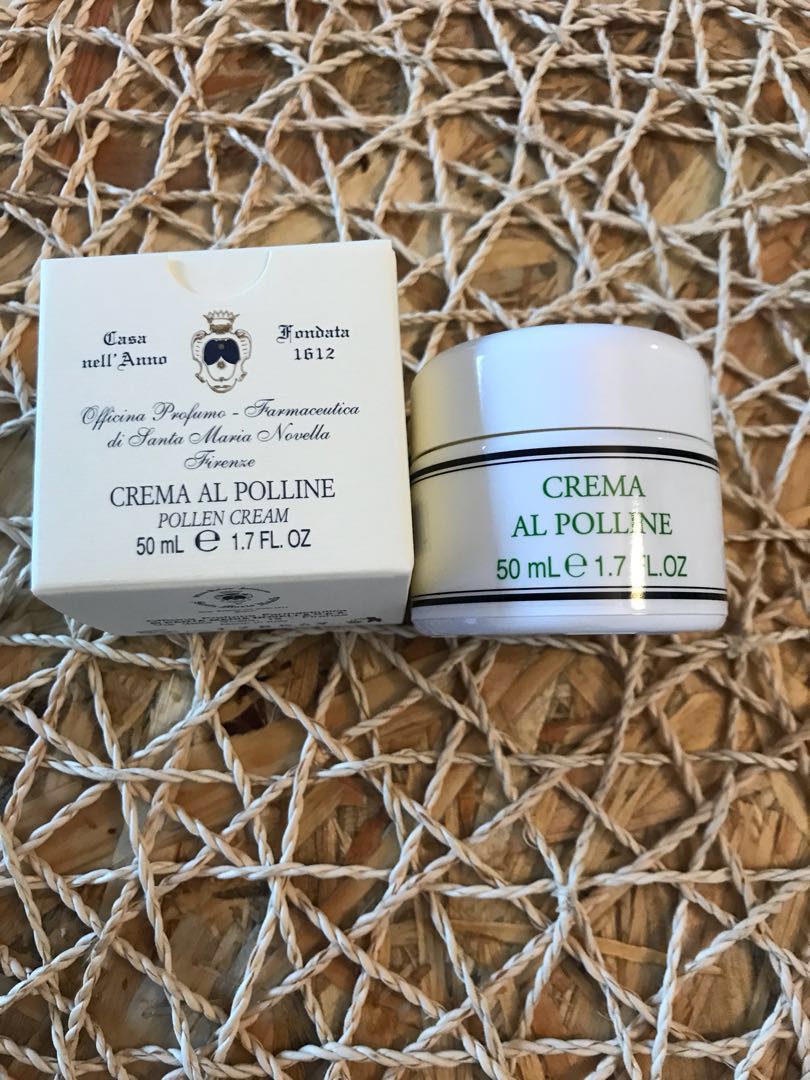 Casa
nell'Anno
Fondata
1612
Officina Profumo - Farmaceutica
di Santa Maria Novella
Firenze
CREMA AL POLLINE
POLLEN CREAM
50 mL ℮ 1.7 FL. OZ
CREMA
AL POLLINE
50 mL ℮ 1.7 FL.OZ